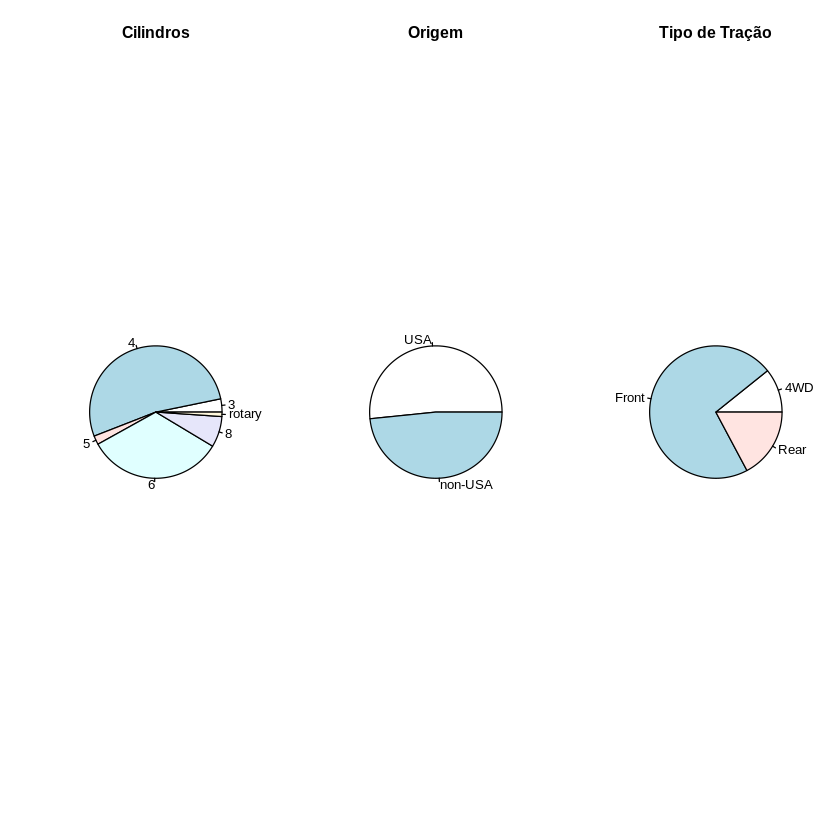 Cilindros
Origem
Tipo de Tração
4
3
rotary
8
5
6
USA
non-USA
Front
4WD
Rear